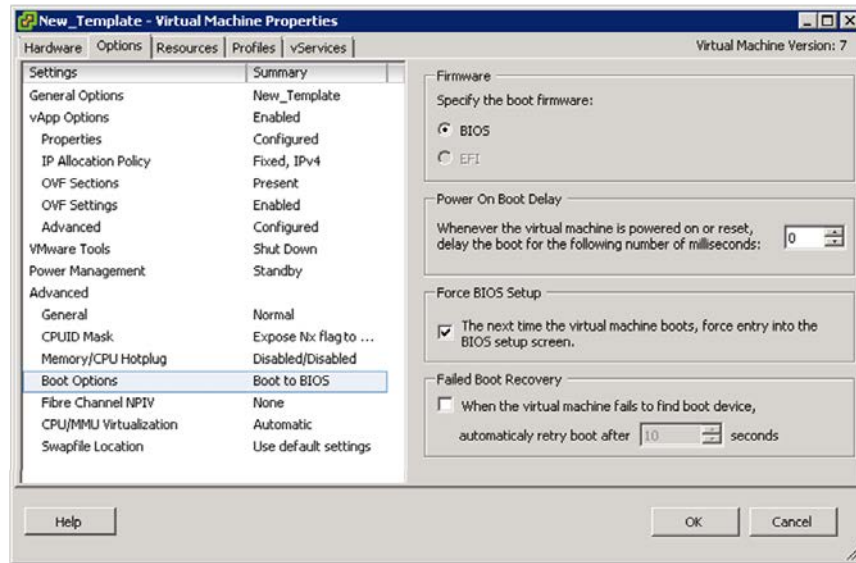 New_Template - Virtual Machine Properties
Hardware Options Resources Profiles vServices Virtual Machine Version: 7
Settings Summary
General Options New_Template
vApp Options Enabled
Properties Configured
IP Allocation Policy Fixed, IPv4
OVF Sections Present
OVF Settings Enabled
Advanced Configured
VMware Tools Shut Down
Power Management Standby
Advanced
General Normal
CPUID Mask Expose Nx flag to ...
Memory/CPU Hotplug Disabled/Disabled
Boot Options Boot to BIOS
Fibre Channel NPIV None
CPU/MMU Virtualization Automatic
Swapfile Location Use default settings
Firmware
Specify the boot firmware:
BIOS
EFI
Power On Boot Delay
Whenever the virtual machine is powered on or reset,
delay the boot for the following number of milliseconds: 0
Force BIOS Setup
The next time the virtual machine boots, force entry into the
BIOS setup screen.
Failed Boot Recovery
When the virtual machine fails to find boot device,
automaticaly retry boot after 10 seconds
Help OK Cancel